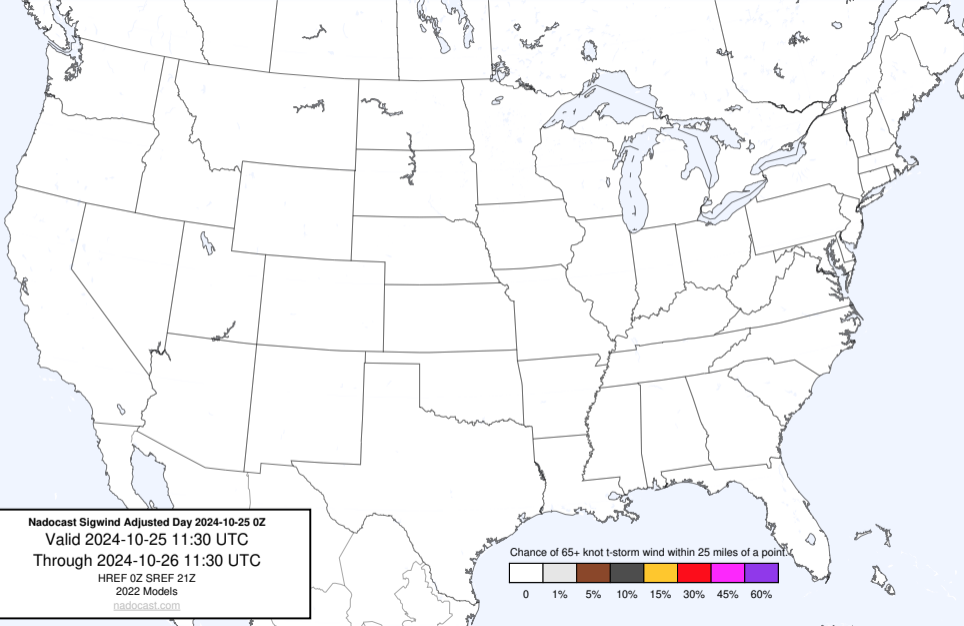 Nadocast Sigwind Adjusted Day 2024-10-25 0Z
Valid 2024-10-25 11:30 UTC
Through 2024-10-26 11:30 UTC
HREF 0Z SREF 21Z
2022 Models
nadocast.com
Chance of 65+ knot t-storm wind within 25 miles of a point.
0 1% 5% 10% 15% 30% 45% 60%